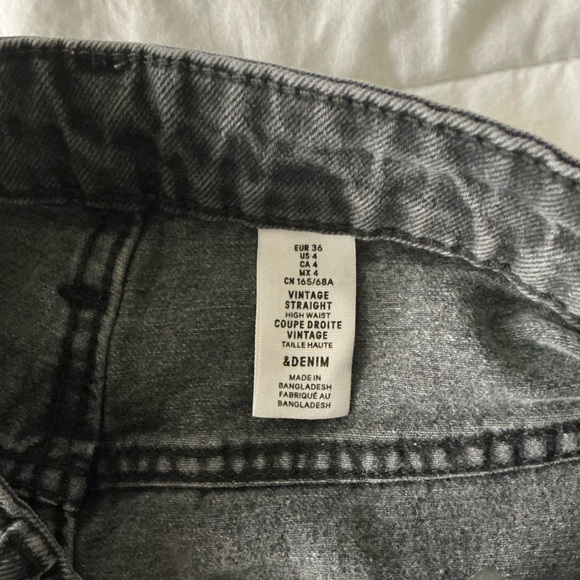 EUR 36
US 4
CA 4
MX 4
CN 165/68A
VINTAGE
STRAIGHT
HIGH WAIST
COUPE DROITE
VINTAGE
TAILLE HAUTE
&DENIM
MADE IN
BANGLADESH
FABRIQUÉ AU
BANGLADESH